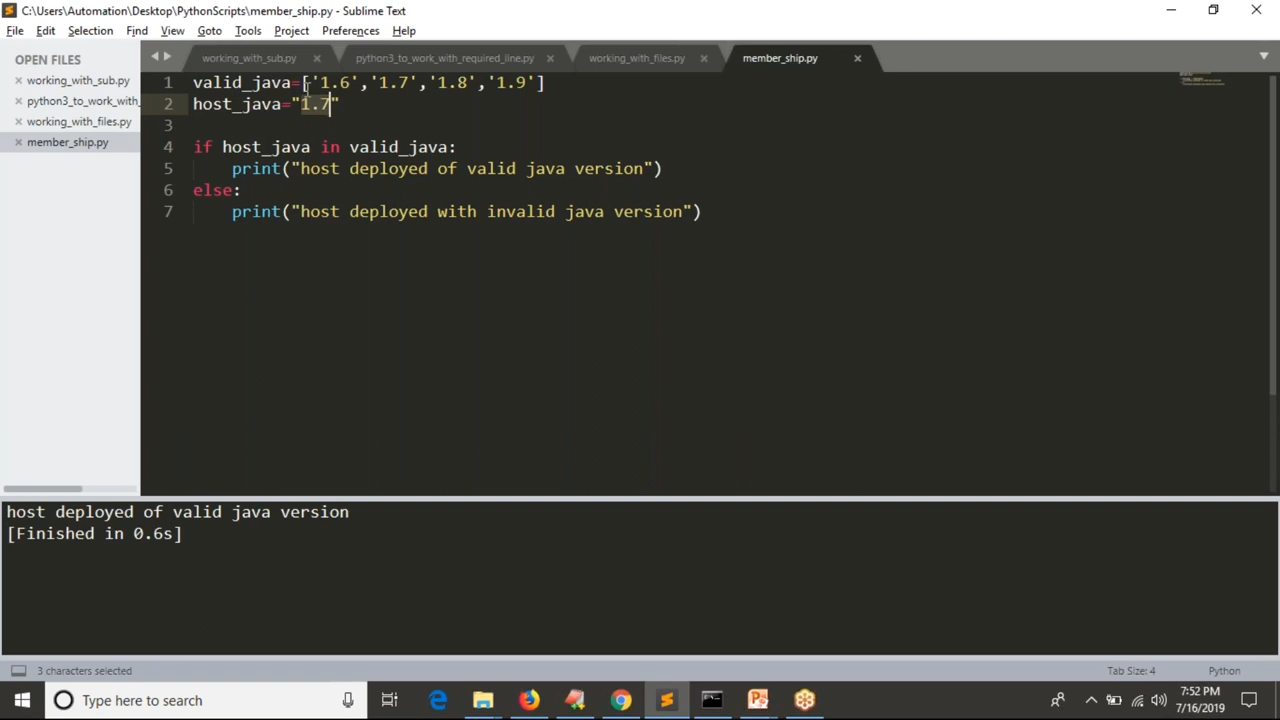 C:\Users\Automation\Desktop\PythonScripts\member_ship.py - Sublime Text
File Edit Selection Find View Goto Tools Project Preferences Help
OPEN FILES
working_with_sub.py
python3_to_work_with_
working_with_files.py
member_ship.py
working_with_sub.py python3_to_work_with_required_line.py working_with_files.py member_ship.py
1 valid_java=['1.6','1.7','1.8','1.9']
2 host_java="1.7"
3
4 if host_java in valid_java:
5 print("host deployed of valid java version")
6 else:
7 print("host deployed with invalid java version")
host deployed of valid java version
[Finished in 0.6s]
3 characters selected Tab Size: 4 Python
Type here to search
7:52 PM
7/16/2019